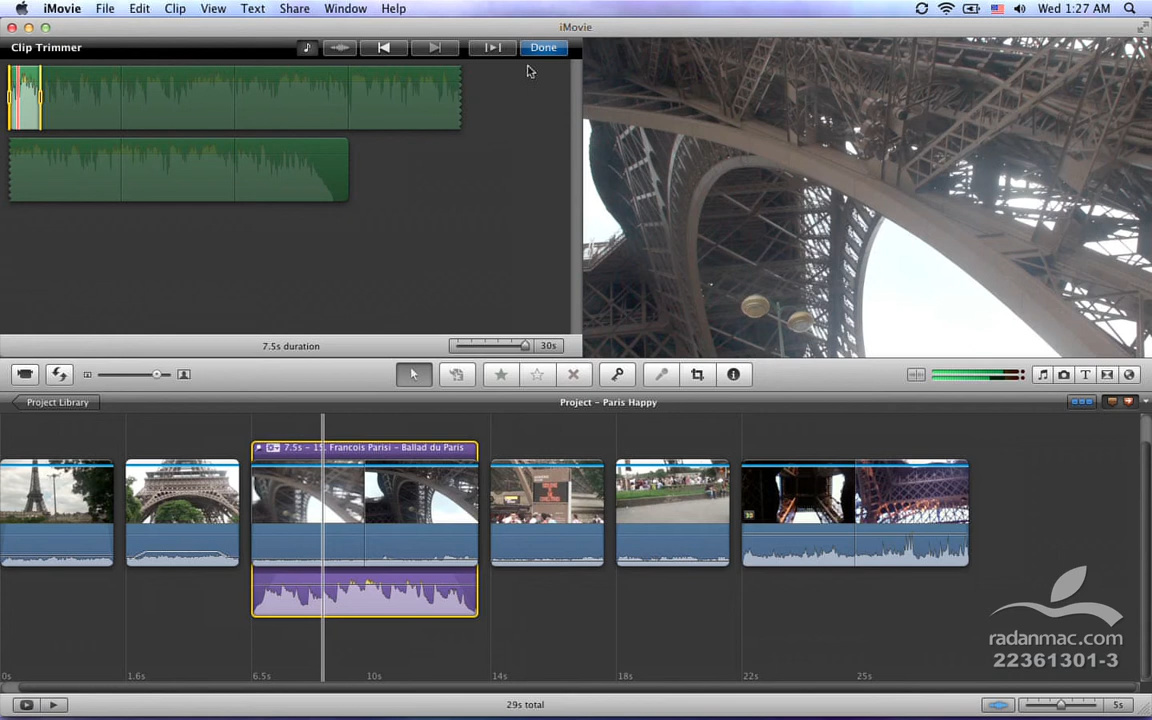 iMovie File Edit Clip View Text Share Window Help
Wed 1:27 AM
iMovie
Clip Trimmer
Done
7.5s duration
30s
Project Library
Project - Paris Happy
7.5s - 15. Francois Parisi - Ballad du Paris
0s 1.6s 6.5s 10s 14s 18s 22s 25s
radanmac.com
22361301-3
29s total
5s